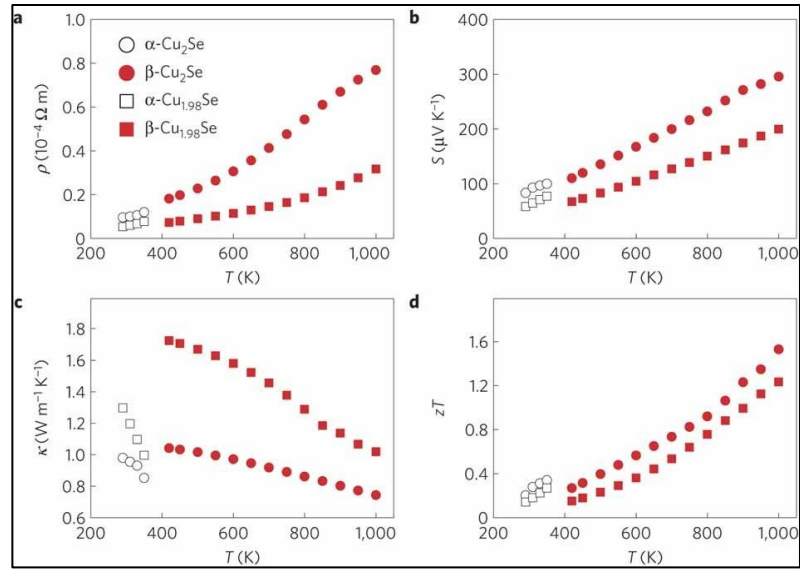 a
1.0
0.8
0.6
0.4
0.2
0
ρ (10⁻⁴ Ω m)
α-Cu₂Se
β-Cu₂Se
α-Cu₁.₉₈Se
β-Cu₁.₉₈Se
200 400 600 800 1,000
T (K)
b
400
300
200
100
0
S (μV K⁻¹)
200 400 600 800 1,000
T (K)
c
1.8
1.6
1.4
1.2
1.0
0.8
0.6
κ (W m⁻¹ K⁻¹)
200 400 600 800 1,000
T (K)
d
1.6
1.2
0.8
0.4
0
zT
200 400 600 800 1,000
T (K)